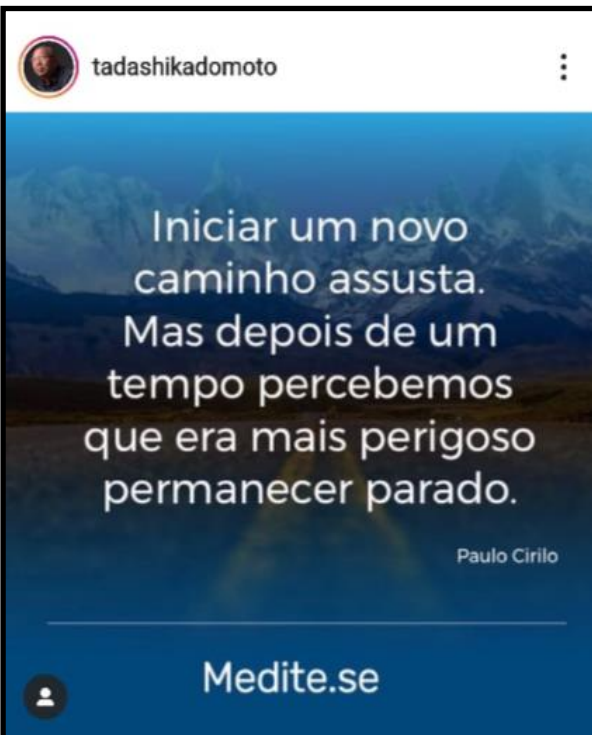 tadashikadomoto
Iniciar um novo
caminho assusta.
Mas depois de um
tempo percebemos
que era mais perigoso
permanecer parado.
Paulo Cirilo
Medite.se